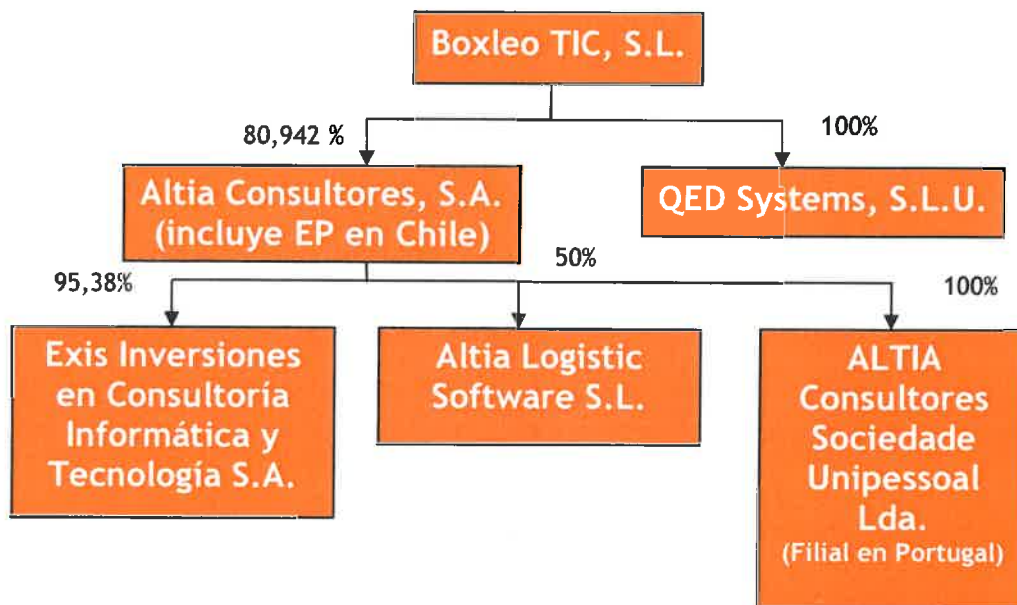 Boxleo TIC, S.L.
80,942 %
100%
Altia Consultores, S.A.
(incluye EP en Chile)
QED Systems, S.L.U.
95,38%
50%
100%
Exis Inversiones
en Consultoría
Informática y
Tecnología S.A.
Altia Logistic
Software S.L.
ALTIA
Consultores
Sociedade
Unipessoal
Lda.
(Filial en Portugal)